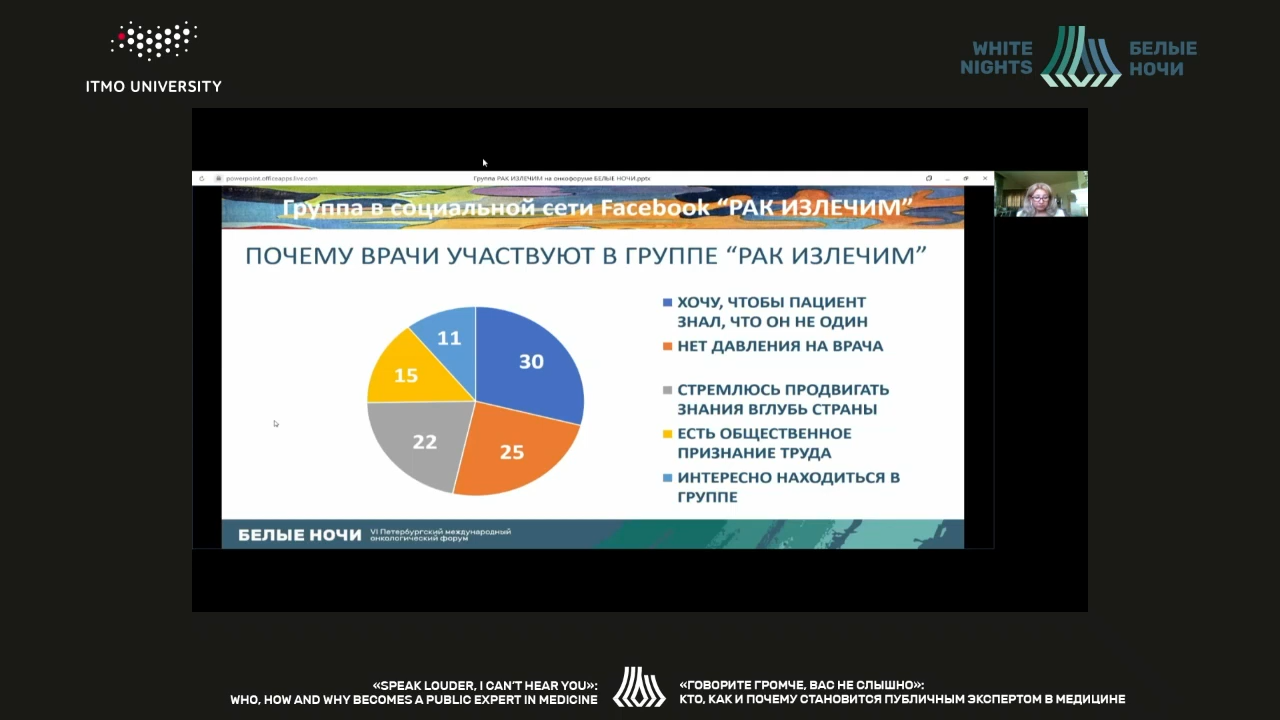 ITMO UNIVERSITY
WHITE
NIGHTS
БЕЛЫЕ
НОЧИ
powerpoint.officeapps.live.com
Группа РАК ИЗЛЕЧИМ на онкофоруме БЕЛЫЕ НОЧИ.pptx
Группа в социальной сети Facebook “РАК ИЗЛЕЧИМ”
ПОЧЕМУ ВРАЧИ УЧАСТВУЮТ В ГРУППЕ “РАК ИЗЛЕЧИМ”
11
30
15
22
25
ХОЧУ, ЧТОБЫ ПАЦИЕНТ
ЗНАЛ, ЧТО ОН НЕ ОДИН
НЕТ ДАВЛЕНИЯ НА ВРАЧА
СТРЕМЛЮСЬ ПРОДВИГАТЬ
ЗНАНИЯ ВГЛУБЬ СТРАНЫ
ЕСТЬ ОБЩЕСТВЕННОЕ
ПРИЗНАНИЕ ТРУДА
ИНТЕРЕСНО НАХОДИТЬСЯ В
ГРУППЕ
БЕЛЫЕ НОЧИ
VI Петербургский международный
онкологический форум
«SPEAK LOUDER, I CAN'T HEAR YOU»:
WHO, HOW AND WHY BECOMES A PUBLIC EXPERT IN MEDICINE
«ГОВОРИТЕ ГРОМЧЕ, ВАС НЕ СЛЫШНО»:
КТО, КАК И ПОЧЕМУ СТАНОВИТСЯ ПУБЛИЧНЫМ ЭКСПЕРТОМ В МЕДИЦИНЕ